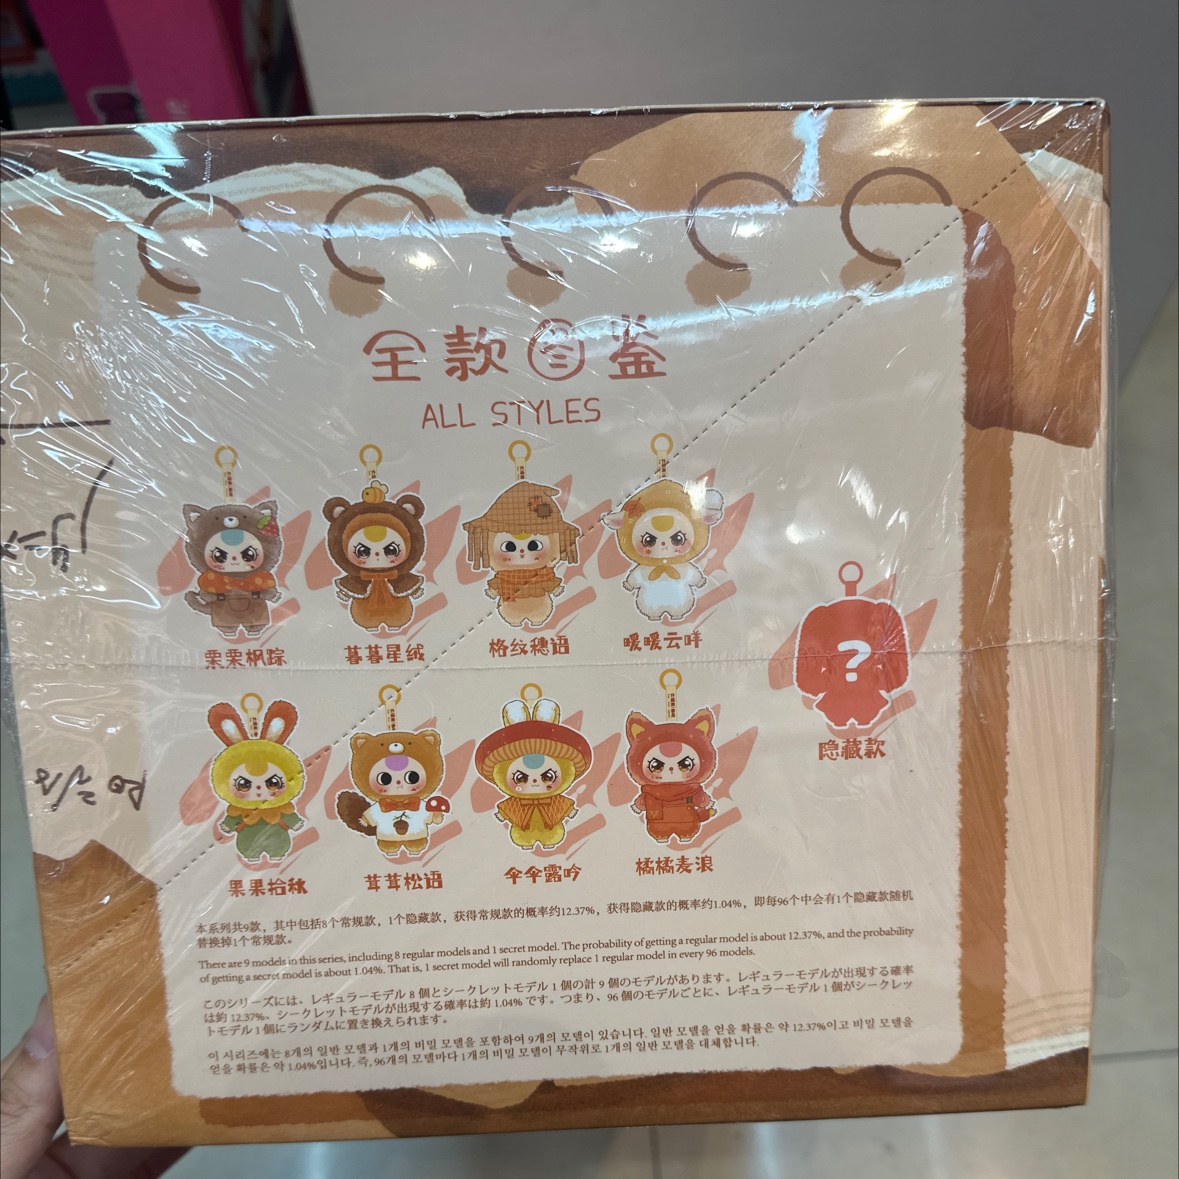 全款图鉴
ALL STYLES
栗栗枫踪
暮暮星绒
格纹穗语
暖暖云咩
隐藏款
果果拾秋
茸茸松语
伞伞露吟
橘橘麦浪
本系列共9款，其中包括8个常规款，1个隐藏款，获得常规款的概率约12.37%，获得隐藏款的概率约1.04%，即每96个中会有1个隐藏款随机
替换掉1个常规款。
There are 9 models in this series, including 8 regular models and 1 secret model. The probability of getting a regular model is about 12.37%, and the probability
of getting a secret model is about 1.04%. That is, 1 secret model will randomly replace 1 regular model in every 96 models.
このシリーズには、レギュラーモデル 8 個とシークレットモデル 1 個の計 9 個のモデルがあります。レギュラーモデルが出現する確率
は約 12.37%、シークレットモデルが出現する確率は約 1.04% です。つまり、96 個のモデルごとに、レギュラーモデル 1 個がシークレッ
トモデル 1 個にランダムに置き換えられます。
이 시리즈에는 8개의 일반 모델과 1개의 비밀 모델을 포함하여 9개의 모델이 있습니다. 일반 모델을 얻을 확률은 약 12.37%이고 비밀 모델을
얻을 확률은 약 1.04%입니다. 즉, 96개의 모델마다 1개의 비밀 모델이 무작위로 1개의 일반 모델을 대체합니다.